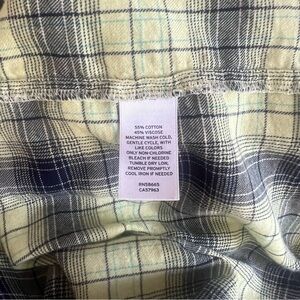 55% COTTON
45% VISCOSE
MACHINE WASH COLD,
GENTLE CYCLE, WITH
LIKE COLORS
ONLY NON-CHLORINE
BLEACH IF NEEDED
TUMBLE DRY LOW,
REMOVE PROMPTLY
COOL IRON IF NEEDED
RN58665
CA57963